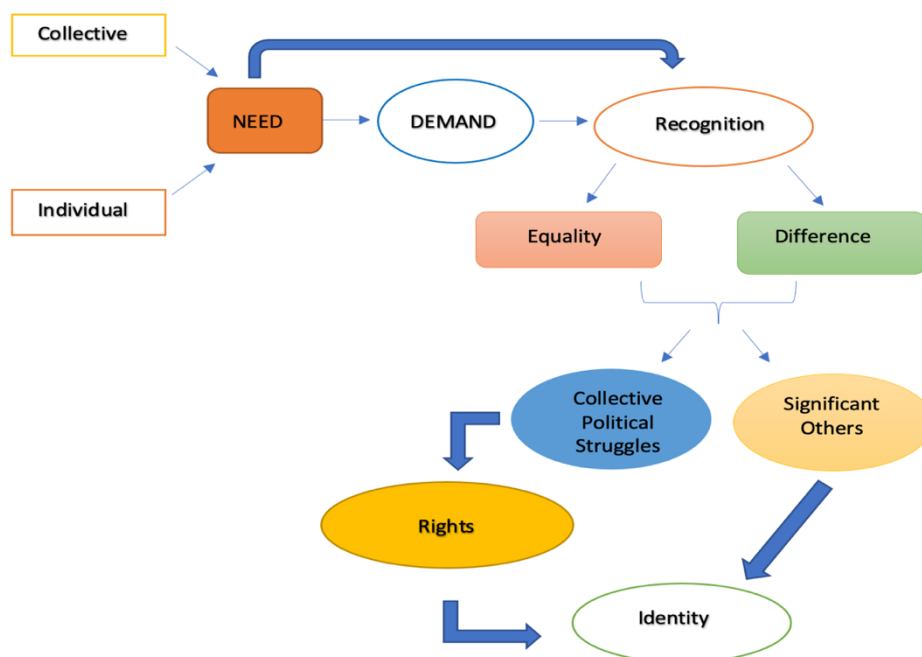 Collective
NEED
DEMAND
Recognition
Individual
Equality
Difference
Collective
Political
Struggles
Significant
Others
Rights
Identity